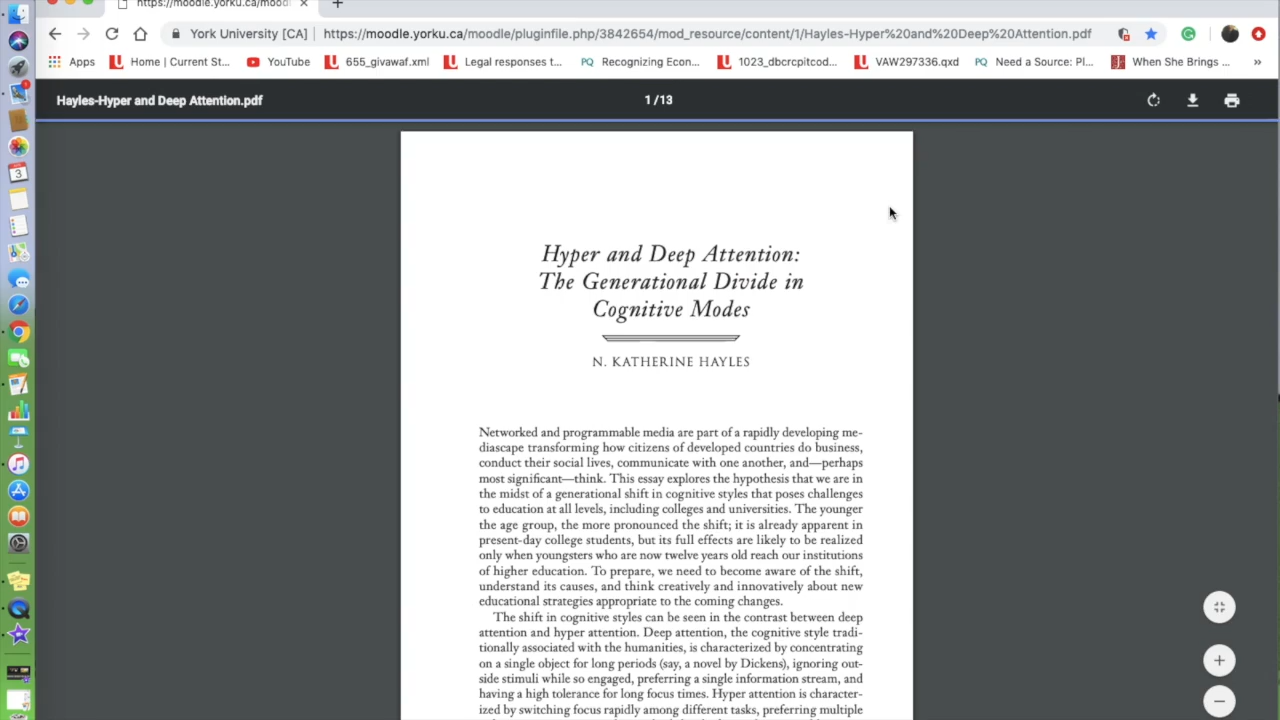 https://moodle.yorku.ca/mood
York University [CA]
https://moodle.yorku.ca/moodle/pluginfile.php/3842654/mod_resource/content/1/Hayles-Hyper%20and%20Deep%20Attention.pdf
Apps
Home | Current St...
YouTube
655_givawaf.xml
Legal responses t...
PQ Recognizing Econ...
1023_dbcrcpitcod...
VAW297336.qxd
PQ Need a Source: Pl...
When She Brings ...
»
Hayles-Hyper and Deep Attention.pdf
1 / 13
3
Hyper and Deep Attention:
The Generational Divide in
Cognitive Modes
N. KATHERINE HAYLES
Networked and programmable media are part of a rapidly developing me-
diascape transforming how citizens of developed countries do business,
conduct their social lives, communicate with one another, and—perhaps
most significant—think. This essay explores the hypothesis that we are in
the midst of a generational shift in cognitive styles that poses challenges
to education at all levels, including colleges and universities. The younger
the age group, the more pronounced the shift; it is already apparent in
present-day college students, but its full effects are likely to be realized
only when youngsters who are now twelve years old reach our institutions
of higher education. To prepare, we need to become aware of the shift,
understand its causes, and think creatively and innovatively about new
educational strategies appropriate to the coming changes.
The shift in cognitive styles can be seen in the contrast between deep
attention and hyper attention. Deep attention, the cognitive style tradi-
tionally associated with the humanities, is characterized by concentrating
on a single object for long periods (say, a novel by Dickens), ignoring out-
side stimuli while so engaged, preferring a single information stream, and
having a high tolerance for long focus times. Hyper attention is character-
ized by switching focus rapidly among different tasks, preferring multiple